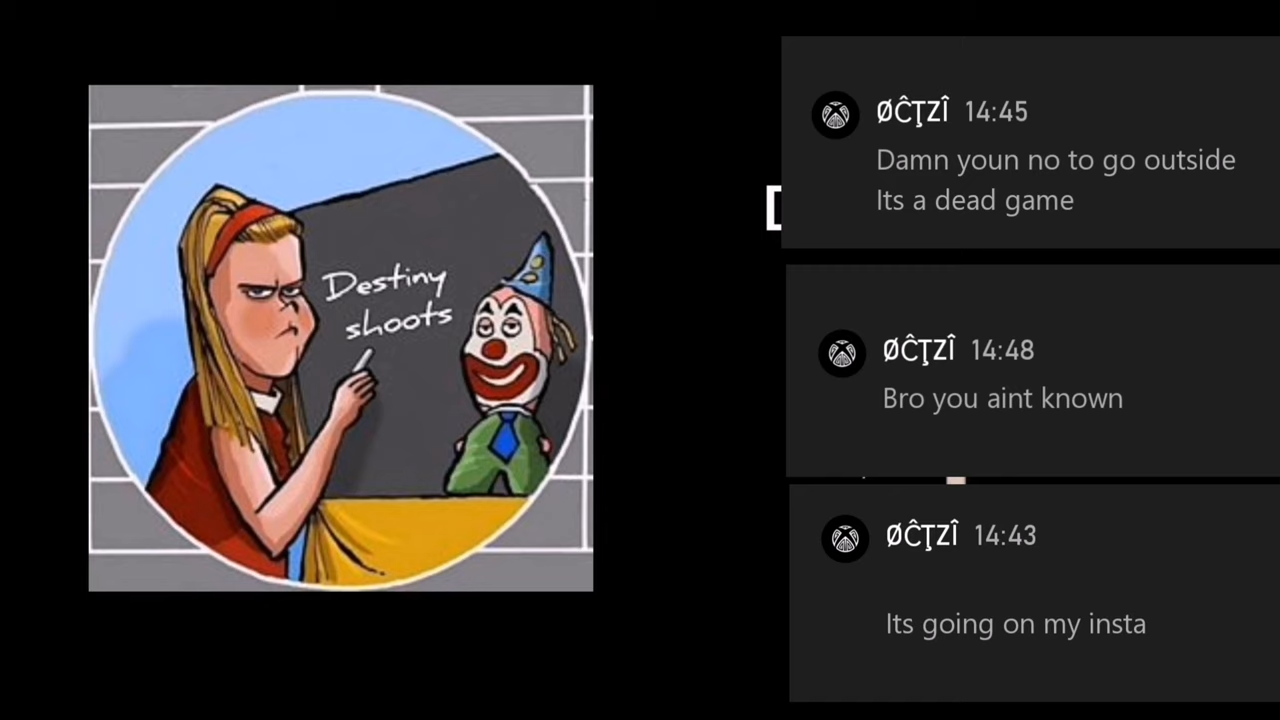 Destiny
shoots
ØĈŢZÎ 14:45
Damn youn no to go outside
Its a dead game
ØĈŢZÎ 14:48
Bro you aint known
ØĈŢZÎ 14:43
Its going on my insta